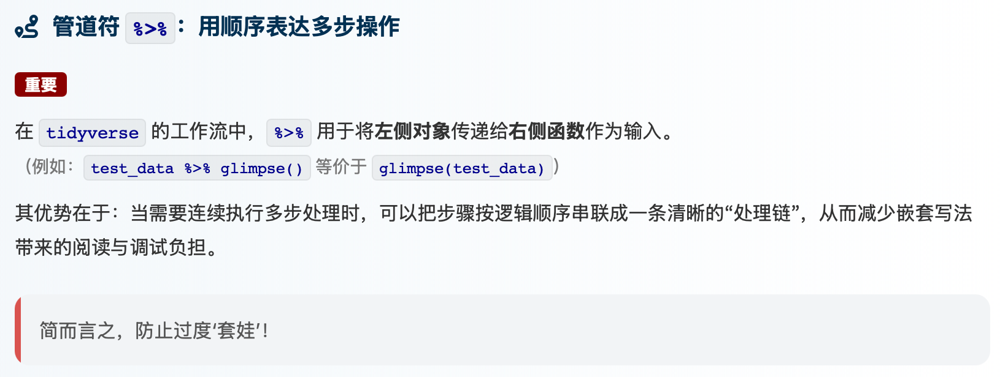 管道符 %>%：用顺序表达多步操作
重要
在 tidyverse 的工作流中，%>% 用于将左侧对象传递给右侧函数作为输入。
（例如：test_data %>% glimpse() 等价于 glimpse(test_data)）
其优势在于：当需要连续执行多步处理时，可以把步骤按逻辑顺序串联成一条清晰的“处理链”，从而减少嵌套写法
带来的阅读与调试负担。
简而言之，防止过度‘套娃’！